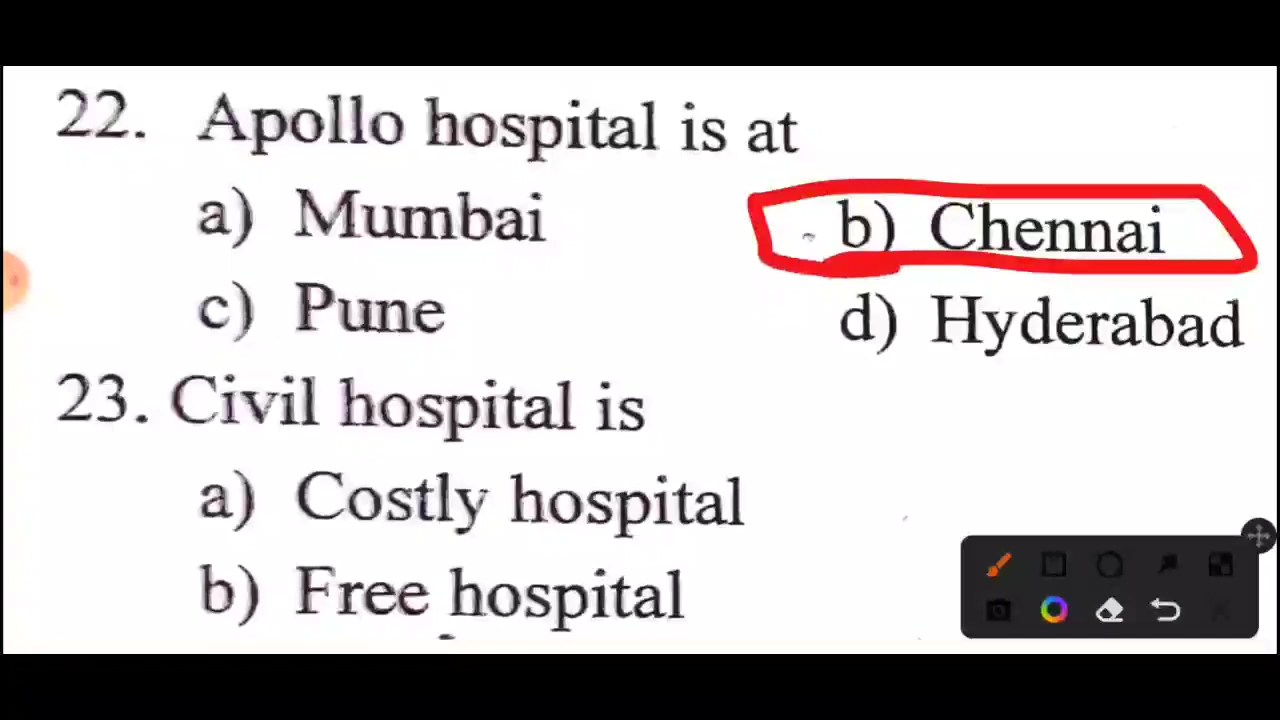 22. Apollo hospital is at
a) Mumbai b) Chennai
c) Pune d) Hyderabad
23. Civil hospital is
a) Costly hospital
b) Free hospital